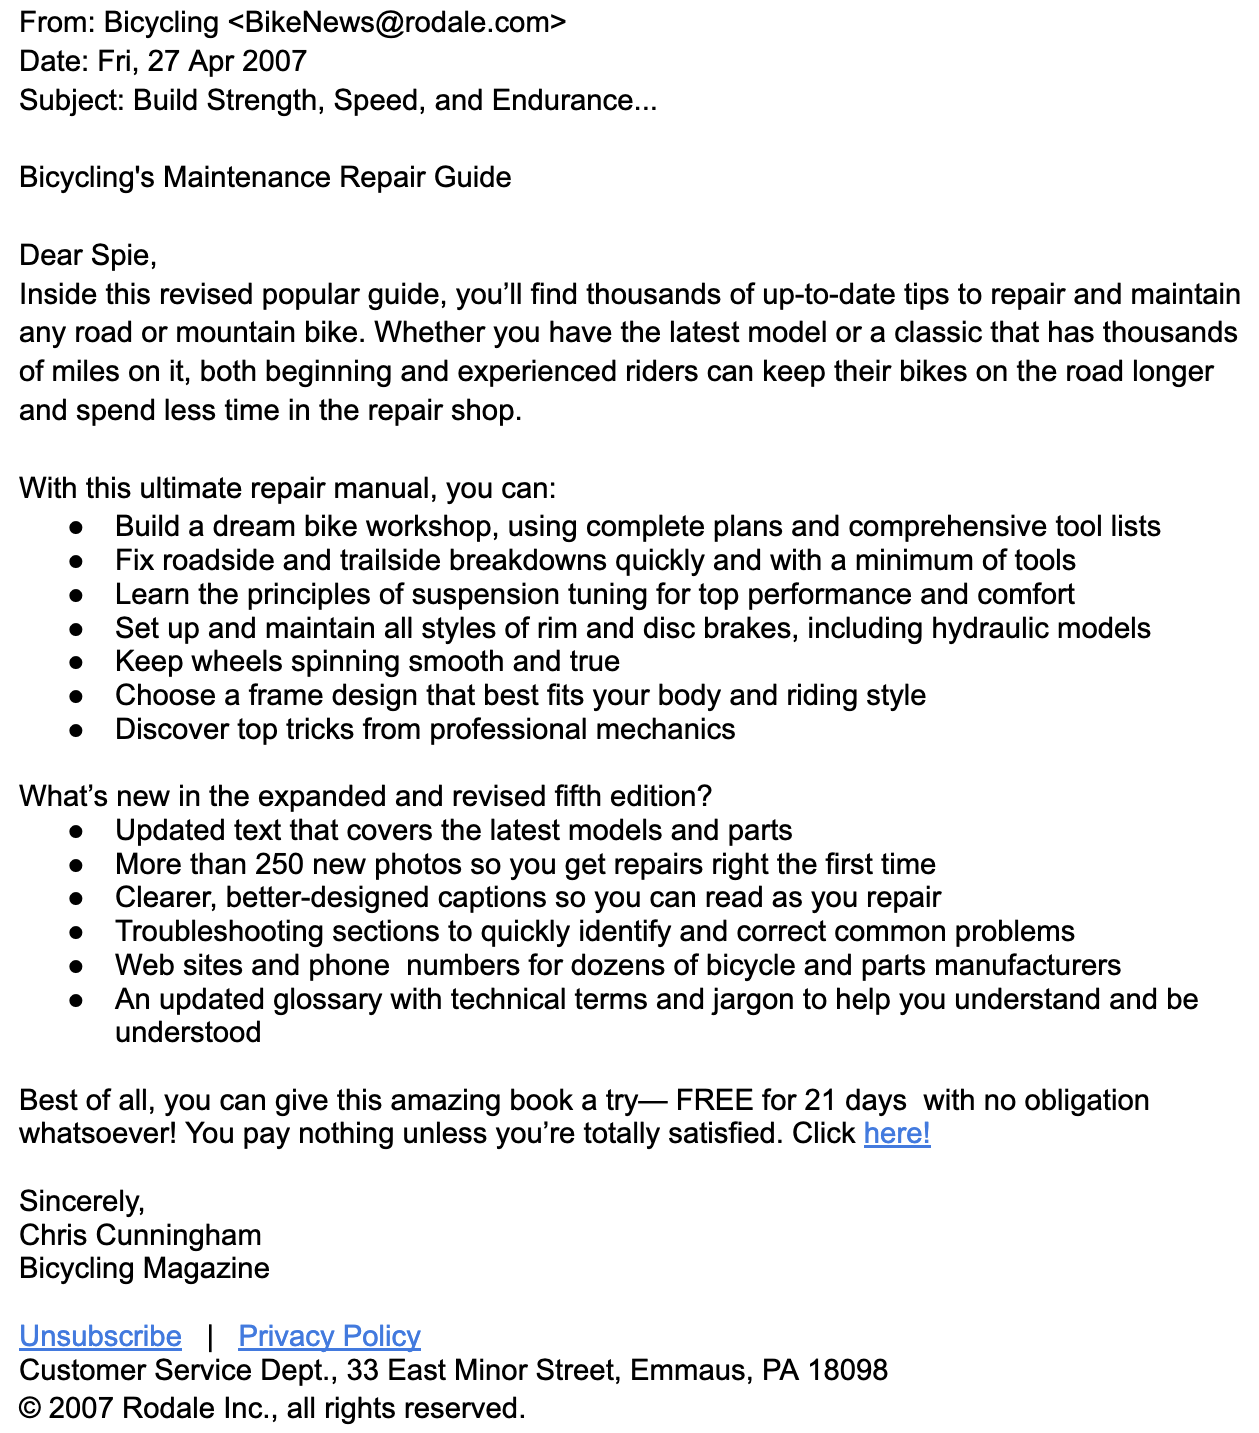 From: Bicycling <BikeNews@rodale.com>
Date: Fri, 27 Apr 2007
Subject: Build Strength, Speed, and Endurance...
Bicycling's Maintenance Repair Guide
Dear Spie,
Inside this revised popular guide, you’ll find thousands of up-to-date tips to repair and maintain
any road or mountain bike. Whether you have the latest model or a classic that has thousands
of miles on it, both beginning and experienced riders can keep their bikes on the road longer
and spend less time in the repair shop.
With this ultimate repair manual, you can:
● Build a dream bike workshop, using complete plans and comprehensive tool lists
● Fix roadside and trailside breakdowns quickly and with a minimum of tools
● Learn the principles of suspension tuning for top performance and comfort
● Set up and maintain all styles of rim and disc brakes, including hydraulic models
● Keep wheels spinning smooth and true
● Choose a frame design that best fits your body and riding style
● Discover top tricks from professional mechanics
What’s new in the expanded and revised fifth edition?
● Updated text that covers the latest models and parts
● More than 250 new photos so you get repairs right the first time
● Clearer, better-designed captions so you can read as you repair
● Troubleshooting sections to quickly identify and correct common problems
● Web sites and phone  numbers for dozens of bicycle and parts manufacturers
● An updated glossary with technical terms and jargon to help you understand and be
understood
Best of all, you can give this amazing book a try— FREE for 21 days  with no obligation
whatsoever! You pay nothing unless you’re totally satisfied. Click here!
Sincerely,
Chris Cunningham
Bicycling Magazine
Unsubscribe | Privacy Policy
Customer Service Dept., 33 East Minor Street, Emmaus, PA 18098
© 2007 Rodale Inc., all rights reserved.